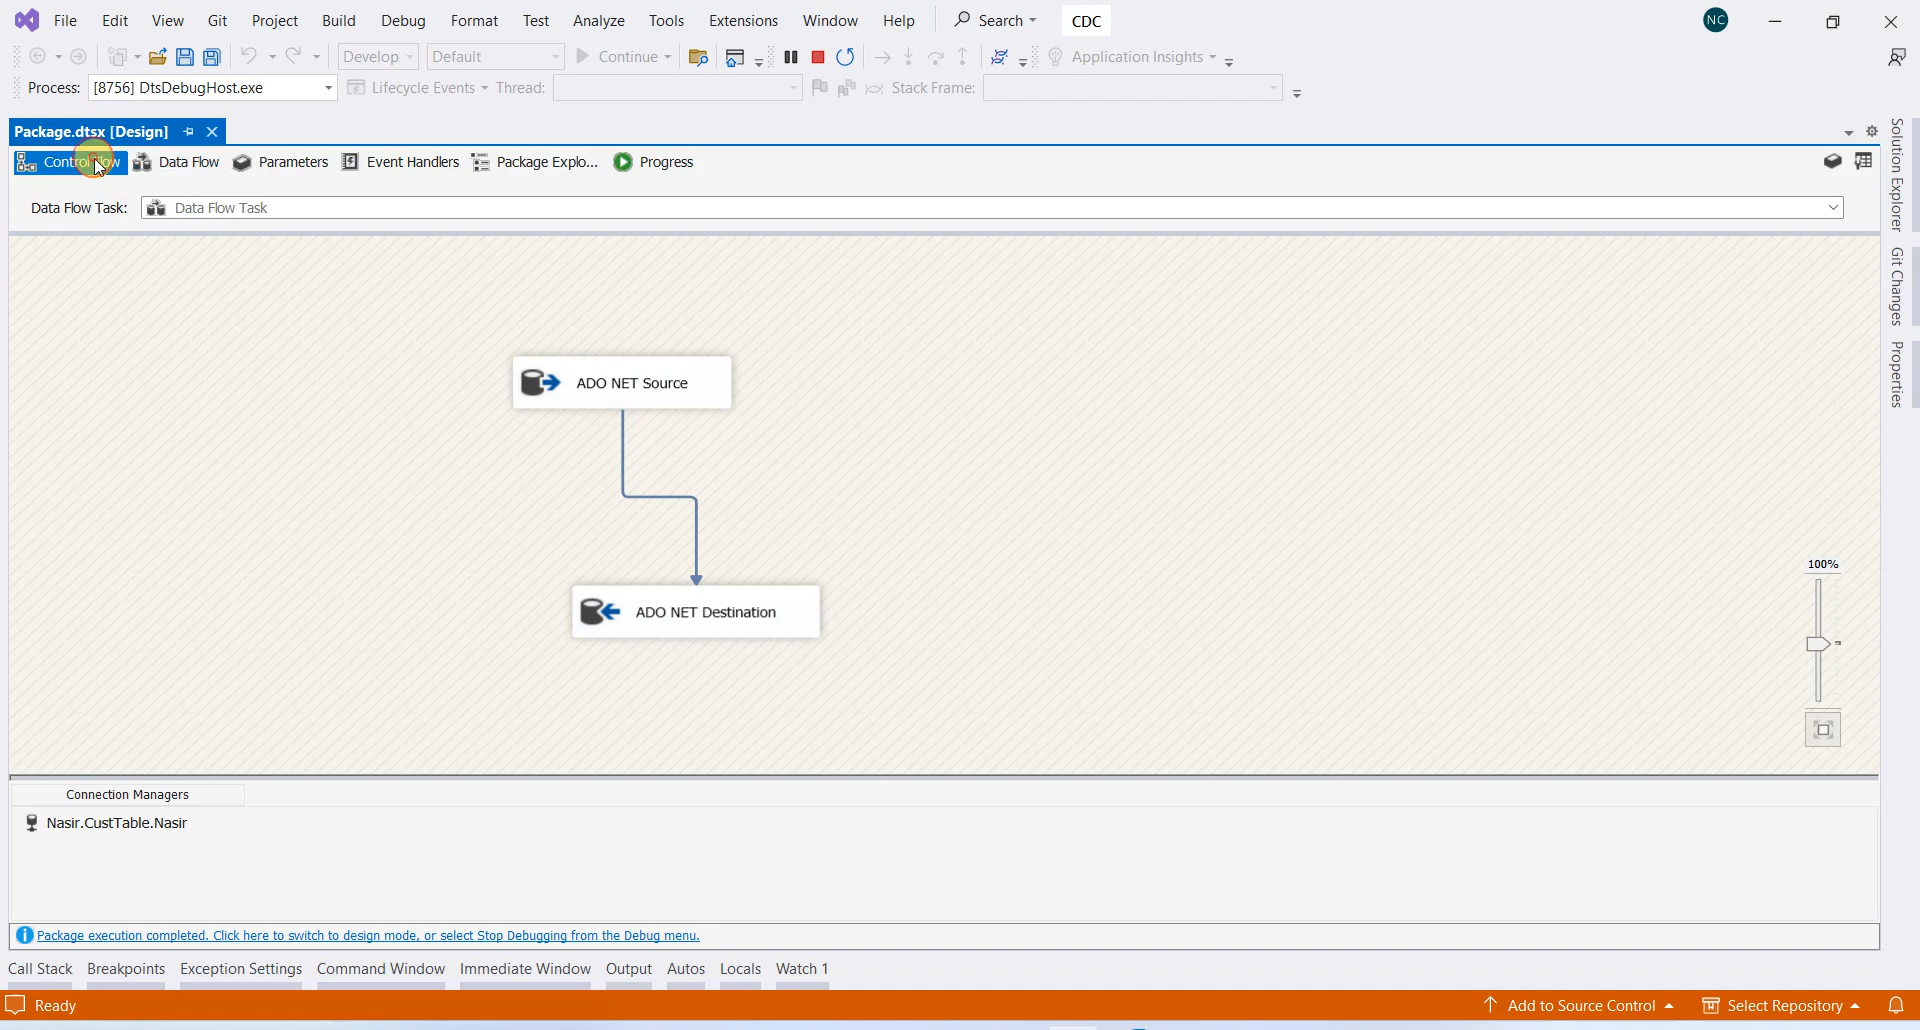 File Edit View Git Project Build Debug Format Test Analyze Tools Extensions Window Help Search CDC NC
Develop Default Continue Application Insights
Process: [8756] DtsDebugHost.exe Lifecycle Events Thread: Stack Frame:
Package.dtsx [Design]
Control Flow Data Flow Parameters Event Handlers Package Explo... Progress
Data Flow Task: Data Flow Task
Solution Explorer
Git Changes
Properties
ADO NET Source
ADO NET Destination
100%
Connection Managers
Nasir.CustTable.Nasir
Package execution completed. Click here to switch to design mode, or select Stop Debugging from the Debug menu.
Call Stack Breakpoints Exception Settings Command Window Immediate Window Output Autos Locals Watch 1
Ready Add to Source Control Select Repository